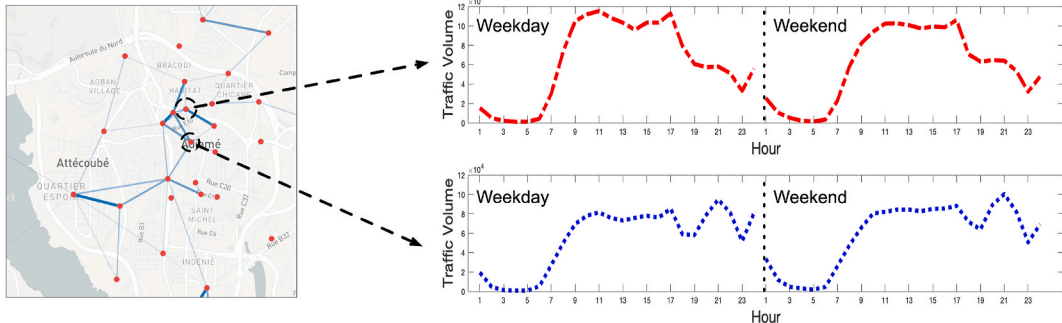 Autoroute du Nord
BRACODI
AGBAN-
VILLAGE
HABITAT
QUARTIER
CHICANE
Camp
Rue E60
Adjamé
Attécoubé
QUARTIER
ESPOI
Rue C20
SAINT
MICHEL
Rue C37
Rue B3
Rue C6
Rue B32
INDÉNIÉ
Weekday
Weekend
Traffic Volume
12
10
8
6
4
2
0
1 3 5 7 9 11 13 15 17 19 21 23 1 3 5 7 9 11 13 15 17 19 21 23
Hour
×10⁴
Weekday
Weekend
Traffic Volume
12
10
8
6
4
2
0
1 3 5 7 9 11 13 15 17 19 21 23 1 3 5 7 9 11 13 15 17 19 21 23
Hour